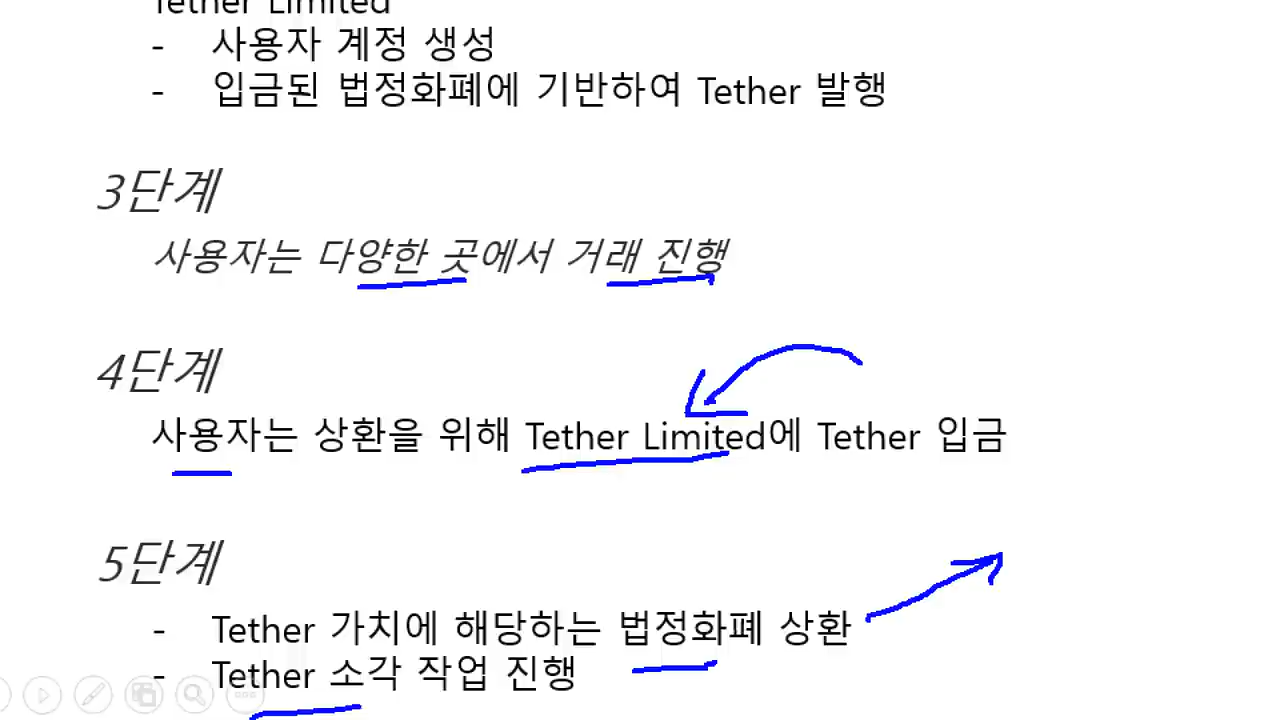 Tether Limited
- 사용자 계정 생성
- 입금된 법정화폐에 기반하여 Tether 발행
3단계
사용자는 다양한 곳에서 거래 진행
4단계
사용자는 상환을 위해 Tether Limited에 Tether 입금
5단계
- Tether 가치에 해당하는 법정화폐 상환
- Tether 소각 작업 진행